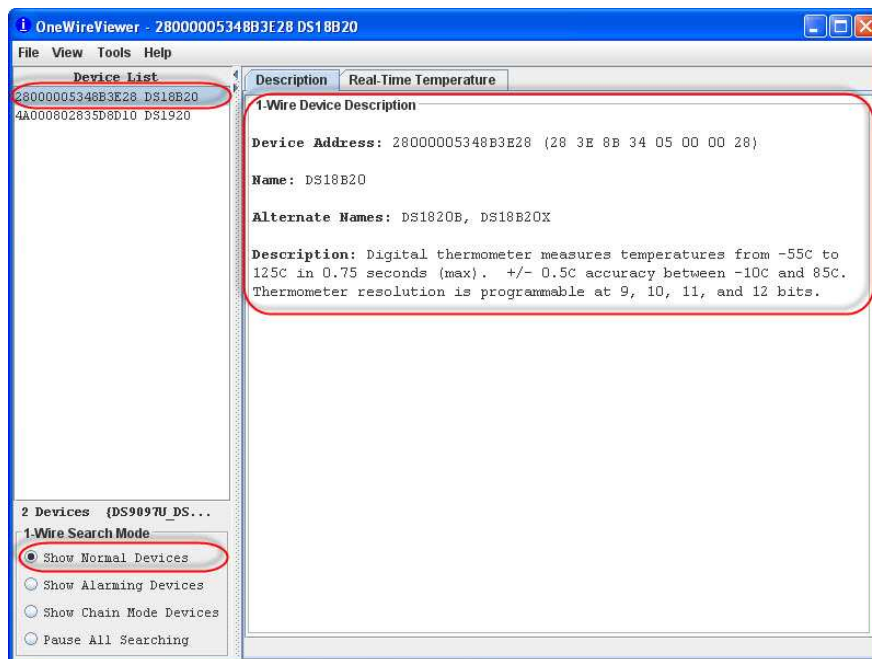 OneWireViewer - 28000005348B3E28 DS18B20
File View Tools Help
Device List
28000005348B3E28 DS18B20
4A000802835D8D10 DS1920
2 Devices {DS9097U_DS...
1-Wire Search Mode
Show Normal Devices
Show Alarming Devices
Show Chain Mode Devices
Pause All Searching
Description Real-Time Temperature
1-Wire Device Description
Device Address: 28000005348B3E28 (28 3E 8B 34 05 00 00 28)
Name: DS18B20
Alternate Names: DS1820B, DS18B20X
Description: Digital thermometer measures temperatures from -55C to
125C in 0.75 seconds (max). +/- 0.5C accuracy between -10C and 85C.
Thermometer resolution is programmable at 9, 10, 11, and 12 bits.